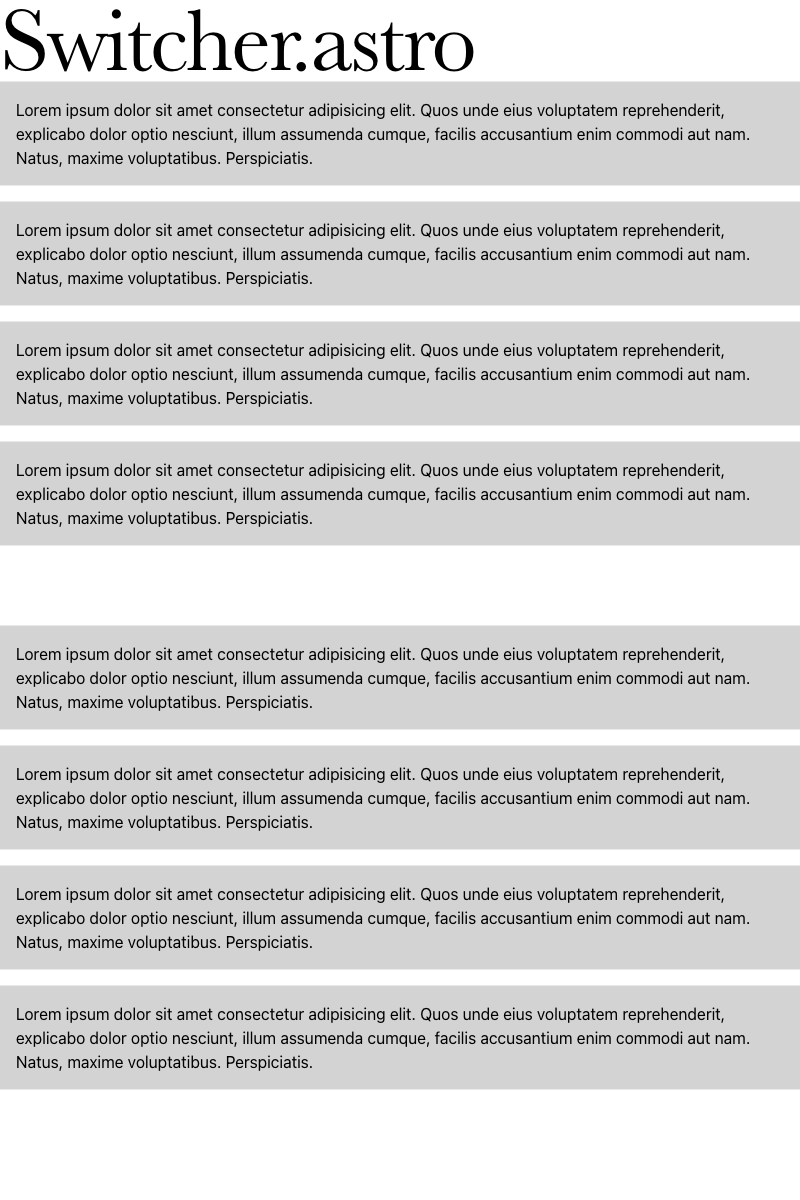 Switcher.astro
Lorem ipsum dolor sit amet consectetur adipisicing elit. Quos unde eius voluptatem reprehenderit,
explicabo dolor optio nesciunt, illum assumenda cumque, facilis accusantium enim commodi aut nam.
Natus, maxime voluptatibus. Perspiciatis.
Lorem ipsum dolor sit amet consectetur adipisicing elit. Quos unde eius voluptatem reprehenderit,
explicabo dolor optio nesciunt, illum assumenda cumque, facilis accusantium enim commodi aut nam.
Natus, maxime voluptatibus. Perspiciatis.
Lorem ipsum dolor sit amet consectetur adipisicing elit. Quos unde eius voluptatem reprehenderit,
explicabo dolor optio nesciunt, illum assumenda cumque, facilis accusantium enim commodi aut nam.
Natus, maxime voluptatibus. Perspiciatis.
Lorem ipsum dolor sit amet consectetur adipisicing elit. Quos unde eius voluptatem reprehenderit,
explicabo dolor optio nesciunt, illum assumenda cumque, facilis accusantium enim commodi aut nam.
Natus, maxime voluptatibus. Perspiciatis.
Lorem ipsum dolor sit amet consectetur adipisicing elit. Quos unde eius voluptatem reprehenderit,
explicabo dolor optio nesciunt, illum assumenda cumque, facilis accusantium enim commodi aut nam.
Natus, maxime voluptatibus. Perspiciatis.
Lorem ipsum dolor sit amet consectetur adipisicing elit. Quos unde eius voluptatem reprehenderit,
explicabo dolor optio nesciunt, illum assumenda cumque, facilis accusantium enim commodi aut nam.
Natus, maxime voluptatibus. Perspiciatis.
Lorem ipsum dolor sit amet consectetur adipisicing elit. Quos unde eius voluptatem reprehenderit,
explicabo dolor optio nesciunt, illum assumenda cumque, facilis accusantium enim commodi aut nam.
Natus, maxime voluptatibus. Perspiciatis.
Lorem ipsum dolor sit amet consectetur adipisicing elit. Quos unde eius voluptatem reprehenderit,
explicabo dolor optio nesciunt, illum assumenda cumque, facilis accusantium enim commodi aut nam.
Natus, maxime voluptatibus. Perspiciatis.